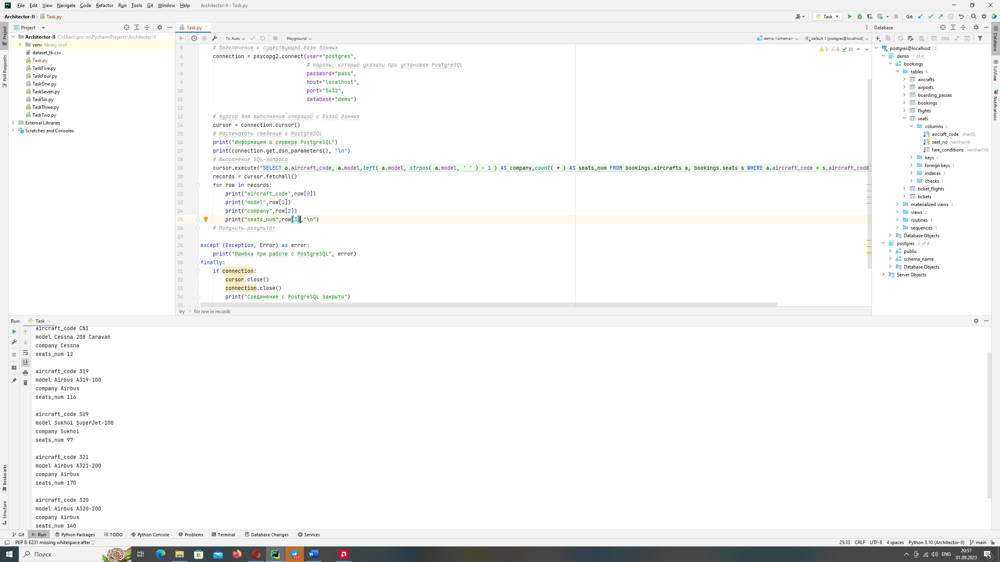 File Edit View Navigate Code Refactor Run Tools Git Window Help Architector-II - Task.py
Architector-II Task.py
Task
Git:
Project
Architector-II C:\Users\pro-m\PycharmProjects\Architector-II
venv library root
dataset_tk.csv
Task.py
TaskFive.py
TaskFour.py
TaskOne.py
TaskSeven.py
TaskSix.py
TaskThree.py
TaskTwo.py
External Libraries
Scratches and Consoles
Project
Pull Requests
Bookmarks
Structure
Task.py
Tx: Auto
Playground
demo.<schema>
default 1 [postgres@localhost]
3 6 30
5 # Подключение к существующей базе данных
6 connection = psycopg2.connect(user="postgres",
7 # пароль, который указали при установке PostgreSQL
8 password="pass",
9 host="localhost",
10 port="5432",
11 database="demo")
12
13 # Курсор для выполнения операций с базой данных
14 cursor = connection.cursor()
15 # Распечатать сведения о PostgreSQL
16 print("Информация о сервере PostgreSQL")
17 print(connection.get_dsn_parameters(), "\n")
18 # Выполнение SQL-запроса
19 cursor.execute("SELECT a.aircraft_code, a.model,left( a.model, strpos( a.model, ' ' ) - 1 ) AS company,count( * ) AS seats_num FROM bookings.aircrafts a, bookings.seats s WHERE a.aircraft_code = s.aircraft_code
20 records = cursor.fetchall()
21 for row in records:
22 print("aircraft_code",row[0])
23 print("model",row[1])
24 print("company",row[2])
25 print("seats_num",row[3],"\n")
26 # Получить результат
27
28 except (Exception, Error) as error:
29 print("Ошибка при работе с PostgreSQL", error)
30 finally:
31 if connection:
32 cursor.close()
33 connection.close()
34 print("Соединение с PostgreSQL закрыто")
35
try for row in records
Database
DDL
postgres@localhost 2
demo 1 of 4
bookings
tables 8
aircrafts
airports
boarding_passes
bookings
flights
seats
columns 3
aircraft_code char(3)
seat_no varchar(4)
fare_conditions varchar(10)
keys 1
foreign keys 1
indexes 1
checks 1
ticket_flights
tickets
materialized views 1
views 2
routines 1
sequences 1
Database Objects
postgres 2 of 4
public
schema_name
Database Objects
Server Objects
Database
SciView
Notifications
Run: Task
aircraft_code CN1
model Cessna 208 Caravan
company Cessna
seats_num 12
aircraft_code 319
model Airbus A319-100
company Airbus
seats_num 116
aircraft_code SU9
model Sukhoi SuperJet-100
company Sukhoi
seats_num 97
aircraft_code 321
model Airbus A321-200
company Airbus
seats_num 170
aircraft_code 320
model Airbus A320-200
company Airbus
seats_num 140
Git Run Python Packages TODO Python Console Problems Terminal Database Changes Services
PEP 8: E231 missing whitespace after ','
25:33 CRLF UTF-8 4 spaces Python 3.10 (Architector-II) main
Поиск
PC
117
ENG
20:57
01.09.2023
5